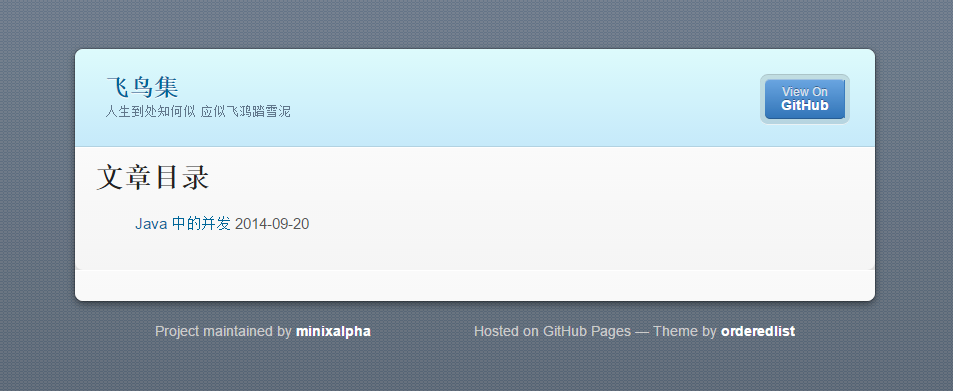 飞鸟集
人生到处知何似 应似飞鸿踏雪泥
View On
GitHub
文章目录
Java 中的并发 2014-09-20
Project maintained by minixalpha
Hosted on GitHub Pages — Theme by orderedlist